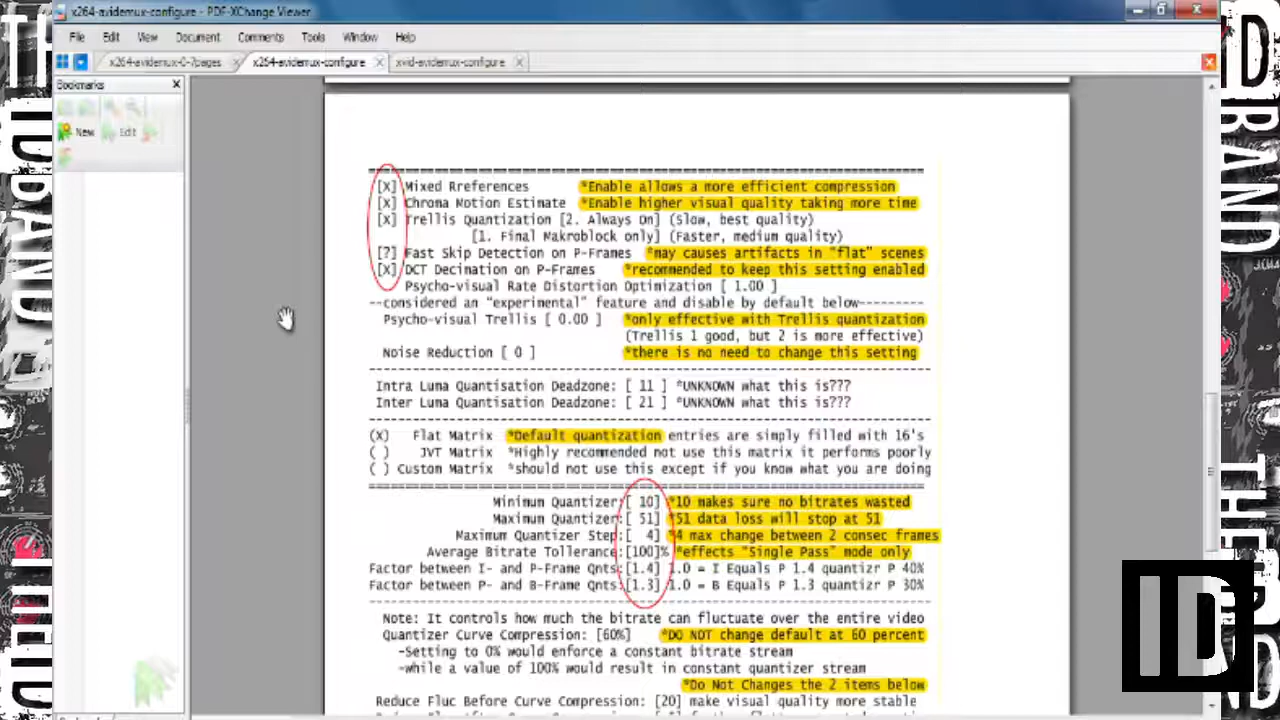 x264-avidemux-configure - PDF-XChange Viewer
File Edit View Document Comments Tools Window Help
x264-avidemux-0-7pages x264-avidemux-configure xvid-avidemux-configure
Bookmarks
New Edit
[X] Mixed Rreferences *Enable allows a more efficient compression
[X] Chroma Motion Estimate *Enable higher visual quality taking more time
[X] Trellis Quantization [2. Always On] (Slow, best quality)
[1. Final Makroblock only] (Faster, medium quality)
[?] Fast Skip Detection on P-Frames *may causes artifacts in "flat" scenes
[X] DCT Decimation on P-Frames *recommended to keep this setting enabled
Psycho-visual Rate Distortion Optimization [ 1.00 ]
--considered an "experimental" feature and disable by default below---------
Psycho-visual Trellis [ 0.00 ] *only effective with Trellis quantization
(Trellis 1 good, but 2 is more effective)
Noise Reduction [ 0 ] *there is no need to change this setting
Intra Luma Quantisation Deadzone: [ 11 ] *UNKNOWN what this is???
Inter Luma Quantisation Deadzone: [ 21 ] *UNKNOWN what this is???
(X) Flat Matrix *Default quantization entries are simply filled with 16's
( ) JVT Matrix *Highly recommended not use this matrix it performs poorly
( ) Custom Matrix *should not use this except if you know what you are doing
Minimum Quantizer:[ 10] *10 makes sure no bitrates wasted
Maximum Quantizer:[ 51] *51 data loss will stop at 51
Maximum Quantizer Step:[ 4] *4 max change between 2 consec frames
Average Bitrate Tollerance:[100]% *effects "Single Pass" mode only
Factor between I- and P-Frame Qnts:[1.4] 1.0 = I Equals P 1.4 quantizr P 40%
Factor between P- and B-Frame Qnts:[1.3] 1.0 = B Equals P 1.3 quantizr P 30%
Note: It controls how much the bitrate can fluctuate over the entire video
Quantizer Curve Compression: [60%] *DO NOT change default at 60 percent
-Setting to 0% would enforce a constant bitrate stream
-while a value of 100% would result in constant quantizer stream
*Do Not Changes the 2 items below
Reduce Fluc Before Curve Compression: [20] make visual quality more stable
ID